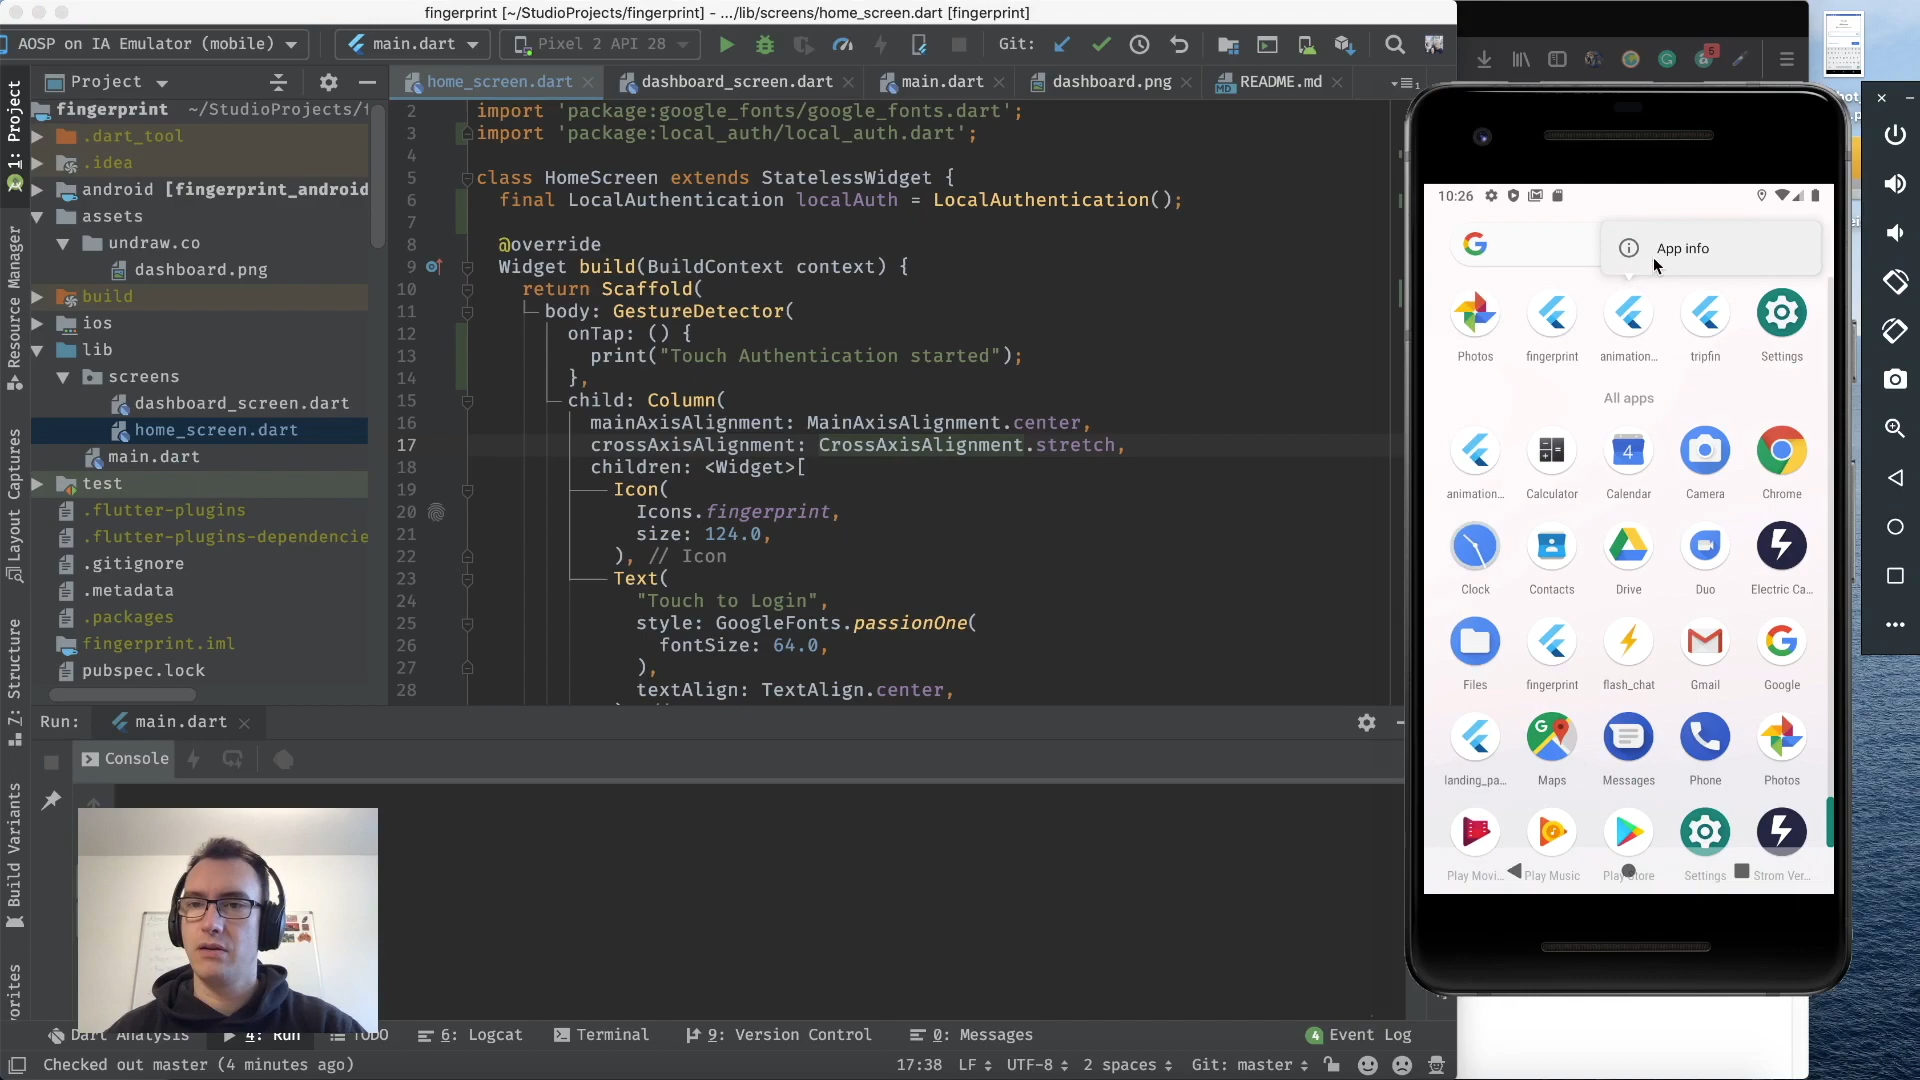 fingerprint [~/StudioProjects/fingerprint] - .../lib/screens/home_screen.dart [fingerprint]
AOSP on IA Emulator (mobile)
main.dart
Pixel 2 API 28
Git:
Project
home_screen.dart
dashboard_screen.dart
main.dart
dashboard.png
README.md
1: Project
Resource Manager
Layout Captures
7: Structure
Build Variants
fingerprint ~/StudioProjects/f
.dart_tool
.idea
android [fingerprint_android
assets
undraw.co
dashboard.png
build
ios
lib
screens
dashboard_screen.dart
home_screen.dart
main.dart
test
.flutter-plugins
.flutter-plugins-dependencie
.gitignore
.metadata
.packages
fingerprint.iml
pubspec.lock
2 import 'package:google_fonts/google_fonts.dart';
3 import 'package:local_auth/local_auth.dart';
4
5 class HomeScreen extends StatelessWidget {
6 final LocalAuthentication localAuth = LocalAuthentication();
7
8 @override
9 Widget build(BuildContext context) {
10 return Scaffold(
11 body: GestureDetector(
12 onTap: () {
13 print("Touch Authentication started");
14 },
15 child: Column(
16 mainAxisAlignment: MainAxisAlignment.center,
17 crossAxisAlignment: CrossAxisAlignment.stretch,
18 children: <Widget>[
19 Icon(
20 Icons.fingerprint,
21 size: 124.0,
22 ), // Icon
23 Text(
24 "Touch to Login",
25 style: GoogleFonts.passionOne(
26 fontSize: 64.0,
27 ),
28 textAlign: TextAlign.center,
Run: main.dart
Console
Dart Analysis
4: Run
TODO
6: Logcat
Terminal
9: Version Control
0: Messages
4 Event Log
Checked out master (4 minutes ago)
17:38 LF UTF-8 2 spaces Git: master
5
10:26
App info
Photos fingerprint animation... tripfin Settings
All apps
animation... Calculator Calendar Camera Chrome
Clock Contacts Drive Duo Electric Ca...
Files fingerprint flash_chat Gmail Google
landing_pa... Maps Messages Phone Photos
Play Movi... Play Music Play Store Settings Strom Ver...